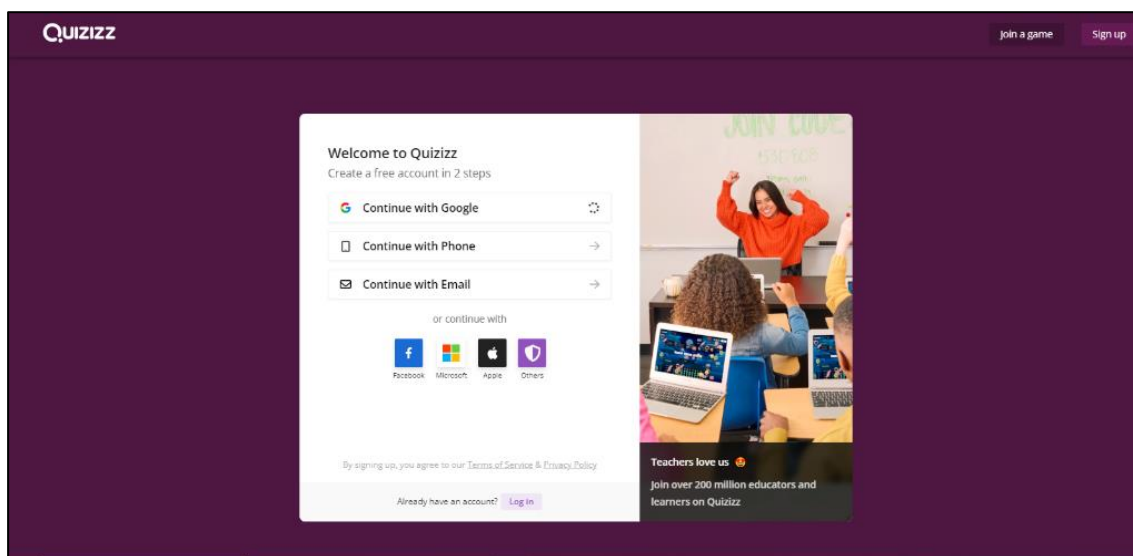 Quizizz
Join a game
Sign up
Welcome to Quizizz
Create a free account in 2 steps
Continue with Google
Continue with Phone
Continue with Email
or continue with
Facebook
Microsoft
Apple
Others
By signing up, you agree to our Terms of Service & Privacy Policy
Already have an account? Log in
JOIN CODE
Teachers love us 😍
Join over 200 million educators and
learners on Quizizz